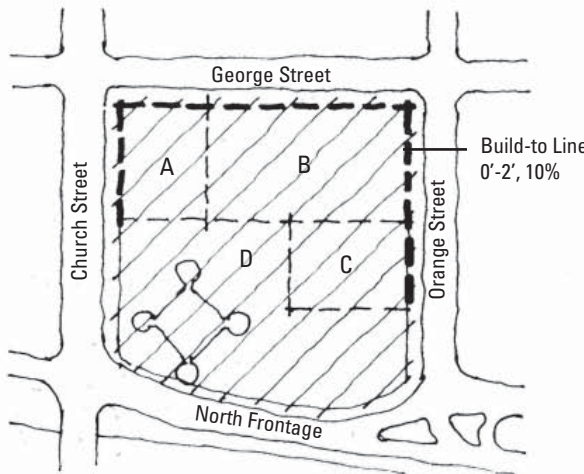 George Street
Build-to Line
0'-2', 10%
A
B
Church Street
Orange Street
D
C
North Frontage